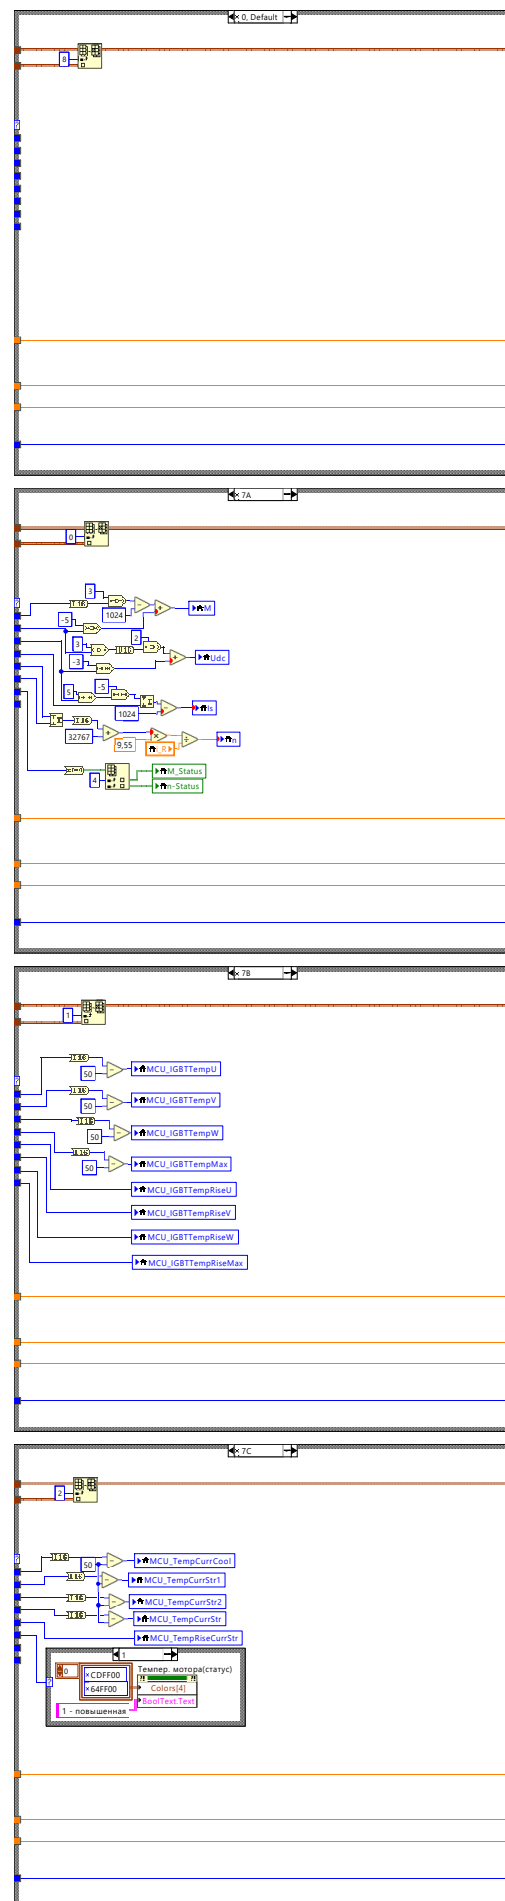 0, Default
8
7A
0
3
1024
M
-5
3
2
-3
Udc
5
-5
1024
Is
32767
9,55
n
4
M_Status
n-Status
7B
1
50
MCU_IGBTTempU
50
MCU_IGBTTempV
50
MCU_IGBTTempW
50
MCU_IGBTTempMax
MCU_IGBTTempRiseU
MCU_IGBTTempRiseV
MCU_IGBTTempRiseW
MCU_IGBTTempRiseMax
7C
2
50
MCU_TempCurrCool
MCU_TempCurrStr1
MCU_TempCurrStr2
MCU_TempCurrStr
MCU_TempRiseCurrStr
1
0
CDFF00
64FF00
Темпер. мотора(статус)
Colors[4]
BoolText.Text
1 - повышенная